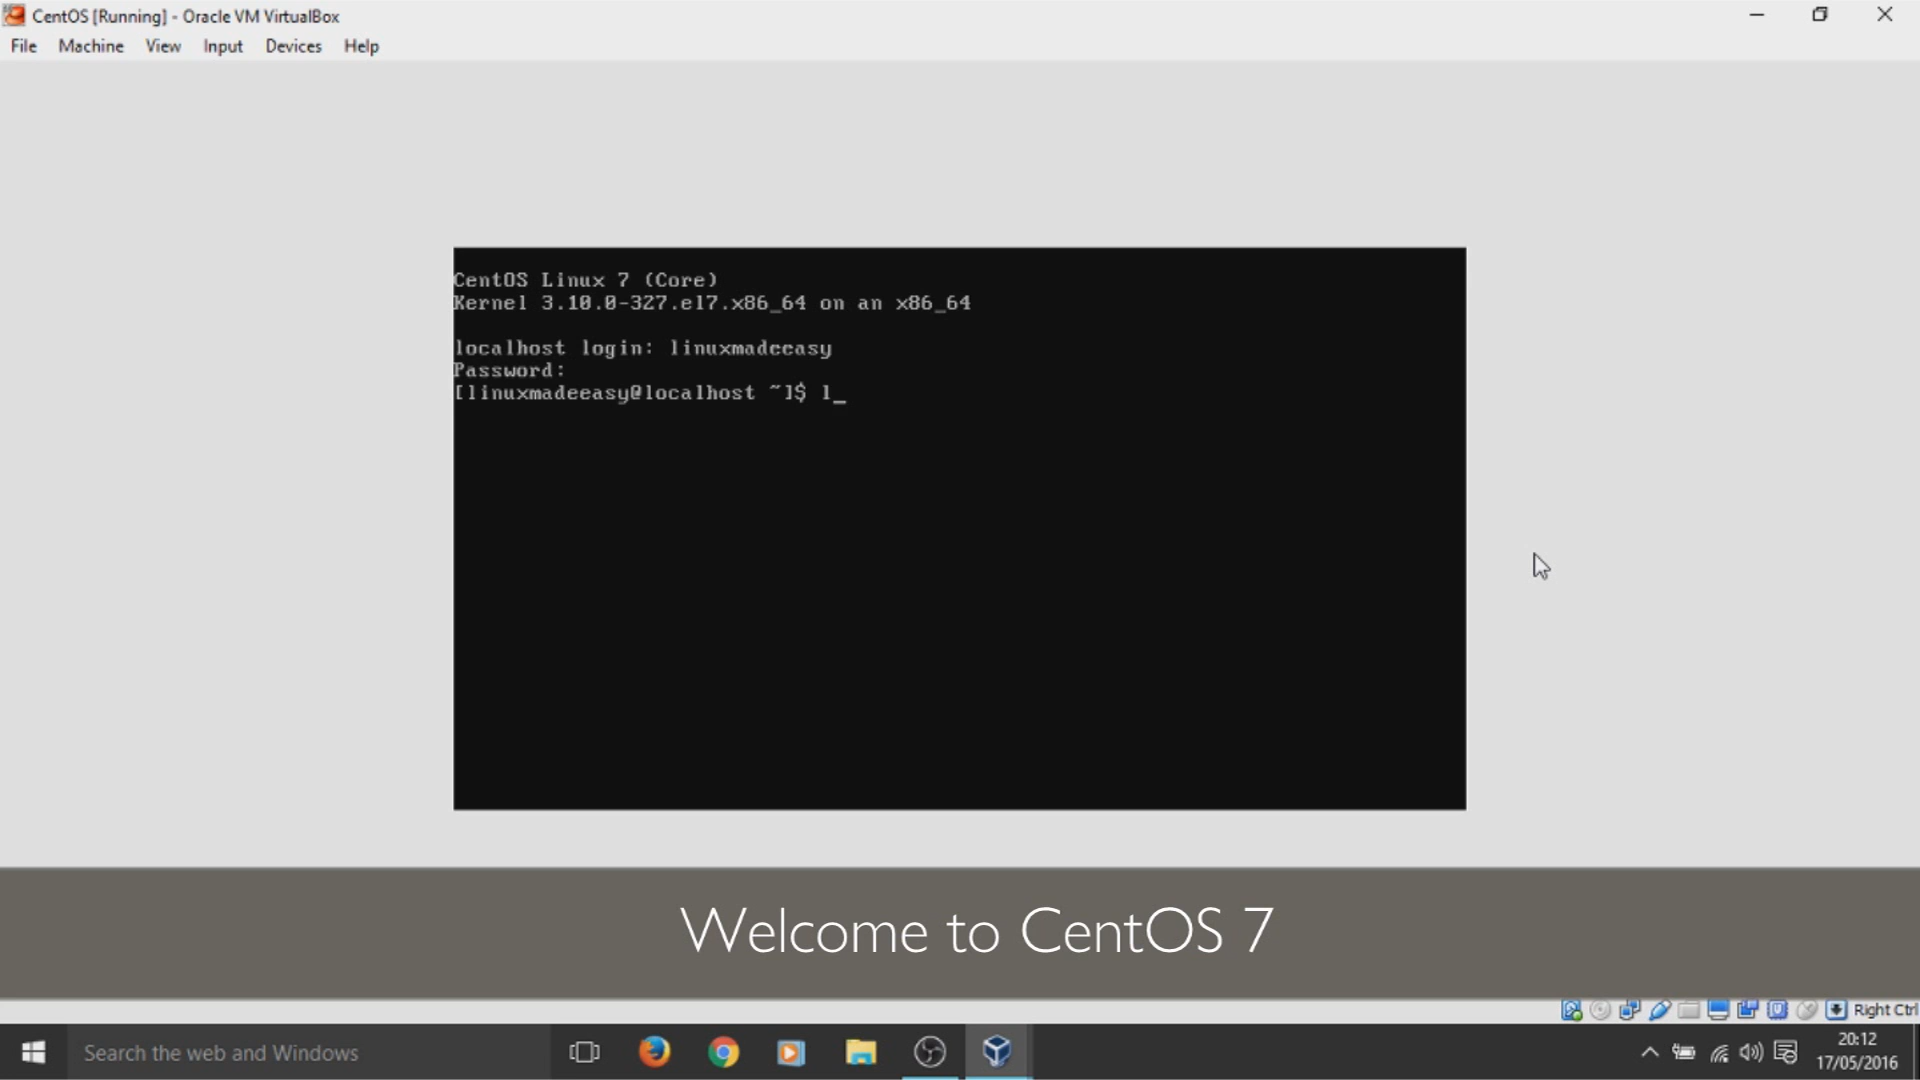 CentOS [Running] - Oracle VM VirtualBox
File Machine View Input Devices Help
CentOS Linux 7 (Core)
Kernel 3.10.0-327.el7.x86_64 on an x86_64
localhost login: linuxmadeeasy
Password:
[linuxmadeeasy@localhost ~]$ l_
Welcome to CentOS 7
Right Ctrl
Search the web and Windows
20:12
17/05/2016